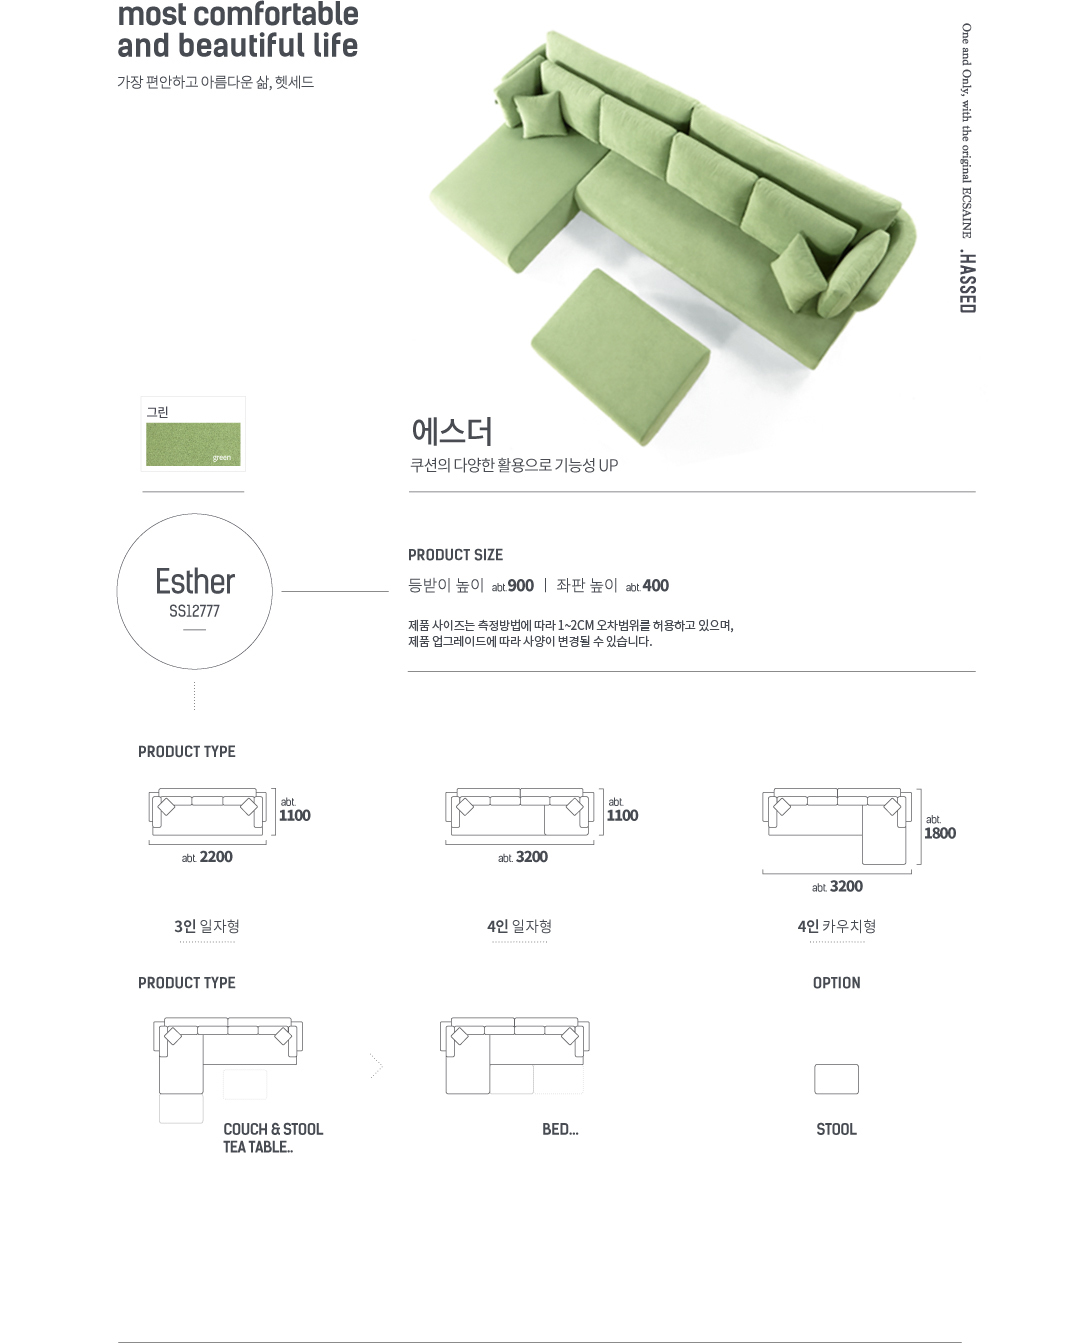 most comfortable
and beautiful life
가장 편안하고 아름다운 삶, 헷세드
One and Only, with the original ECSAINE .HASSED
그린
green
에스더
쿠션의 다양한 활용으로 기능성 UP
Esther
SS12777
PRODUCT SIZE
등받이 높이 abt.900 | 좌판 높이 abt.400
제품 사이즈는 측정방법에 따라 1~2CM 오차범위를 허용하고 있으며,
제품 업그레이드에 따라 사양이 변경될 수 있습니다.
PRODUCT TYPE
abt.
1100
abt. 2200
3인 일자형
abt.
1100
abt. 3200
4인 일자형
abt.
1800
abt. 3200
4인 카우치형
PRODUCT TYPE
OPTION
COUCH & STOOL
TEA TABLE..
BED...
STOOL